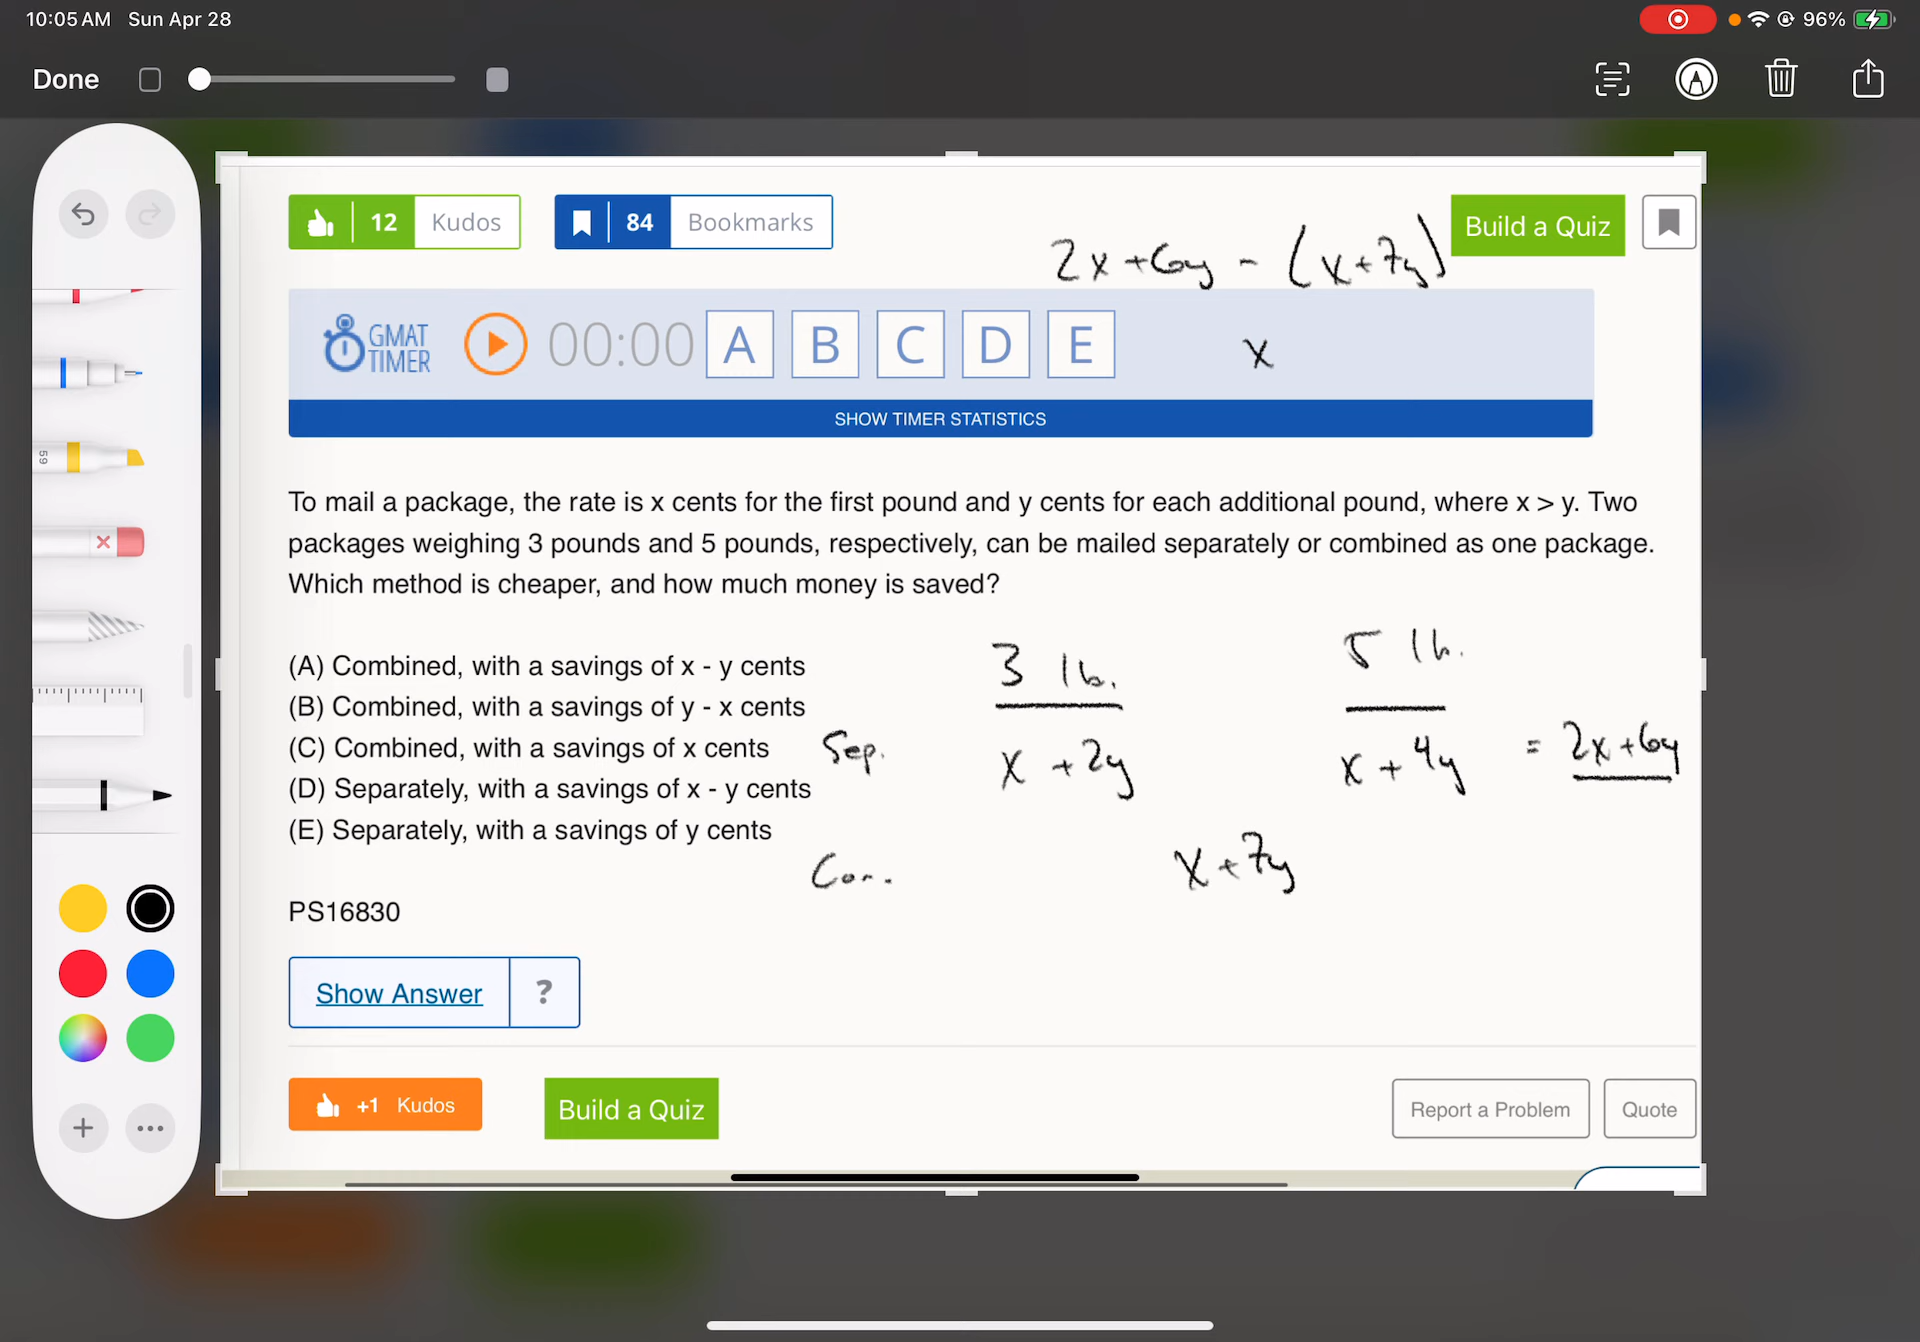 10:05 AM Sun Apr 28
96%
Done
12 Kudos
84 Bookmarks
Build a Quiz
2x + 6y - (x + 7y)
GMAT TIMER 00:00 A B C D E
x
SHOW TIMER STATISTICS
59
To mail a package, the rate is x cents for the first pound and y cents for each additional pound, where x > y. Two
packages weighing 3 pounds and 5 pounds, respectively, can be mailed separately or combined as one package.
Which method is cheaper, and how much money is saved?
3 lb. 5 lb.
(A) Combined, with a savings of x - y cents
(B) Combined, with a savings of y - x cents
(C) Combined, with a savings of x cents
Sep. x + 2y x + 4y = 2x + 6y
(D) Separately, with a savings of x - y cents
(E) Separately, with a savings of y cents
Com. x + 7y
PS16830
Show Answer ?
+1 Kudos
Build a Quiz
Report a Problem
Quote